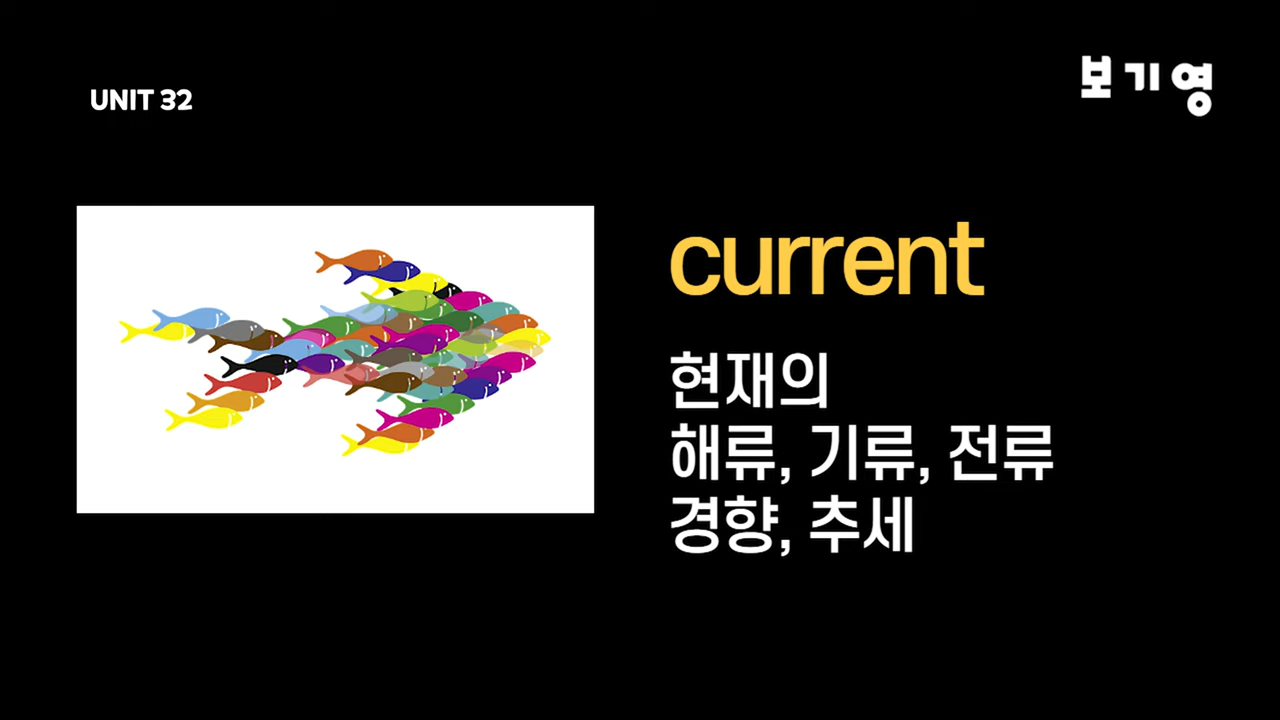 UNIT 32
보기영
current
현재의
해류, 기류, 전류
경향, 추세